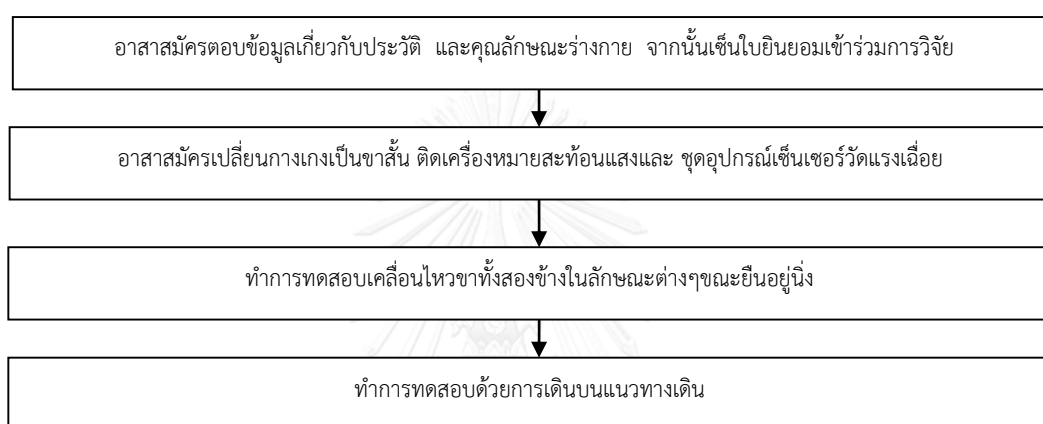 อาสาสมัครตอบข้อมูลเกี่ยวกับประวัติ และคุณลักษณะร่างกาย จากนั้นเซ็นใบยินยอมเข้าร่วมการวิจัย
อาสาสมัครเปลี่ยนกางเกงเป็นขาสั้น ติดเครื่องหมายสะท้อนแสงและ ชุดอุปกรณ์เซ็นเซอร์วัดแรงเฉื่อย
ทำการทดสอบเคลื่อนไหวขาทั้งสองข้างในลักษณะต่างๆขณะยืนอยู่นิ่ง
ทำการทดสอบด้วยการเดินบนแนวทางเดิน